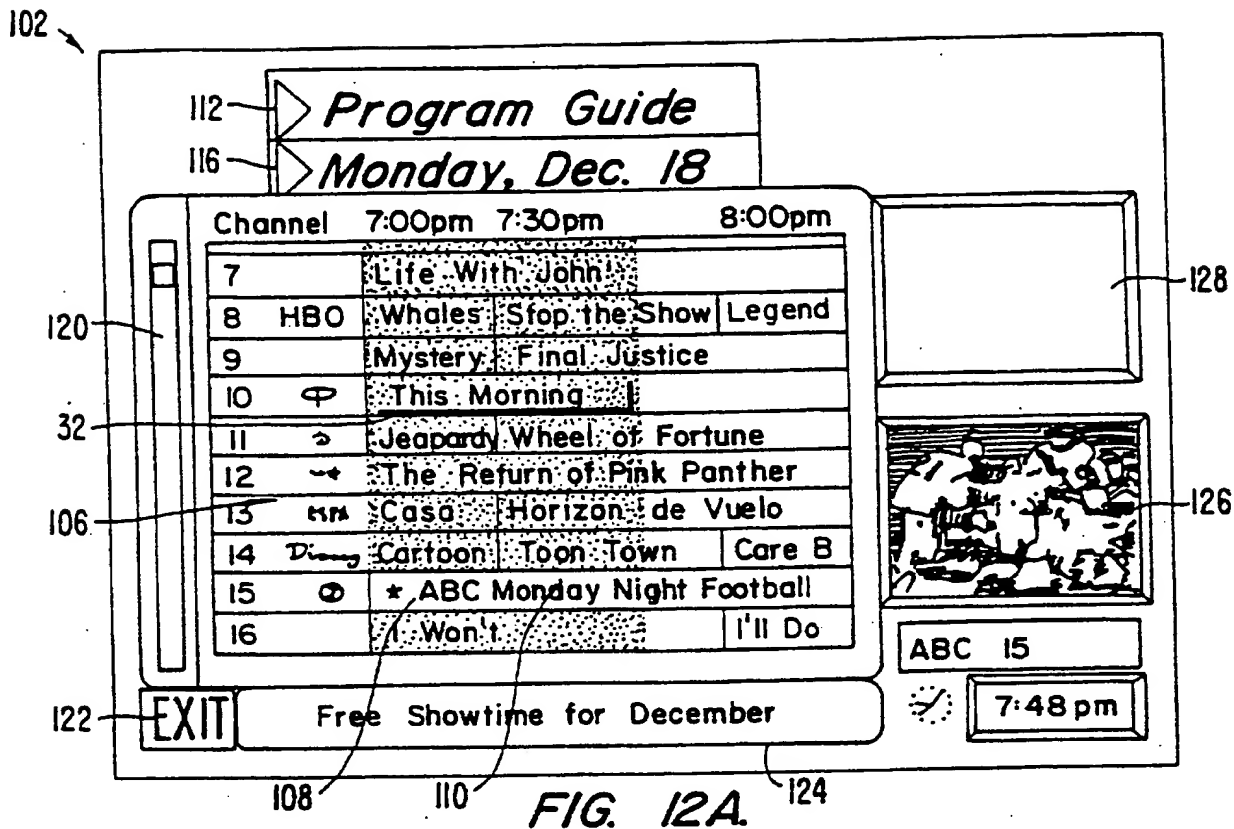 102
112 Program Guide
116 Monday, Dec. 18
Channel 7:00pm 7:30pm 8:00pm
7 Life With John
8 HBO Whales Stop the Show Legend
9 Mystery Final Justice
10 This Morning
11 Jeapardy Wheel of Fortune
12 The Return of Pink Panther
13 Casa Horizon de Vuelo
14 Disney Cartoon Toon Town Care B
15 * ABC Monday Night Football
16 I Won't I'll Do
120
32
106
128
126
ABC 15
7:48 pm
122 EXIT Free Showtime for December
108 110 124
FIG. 12A.